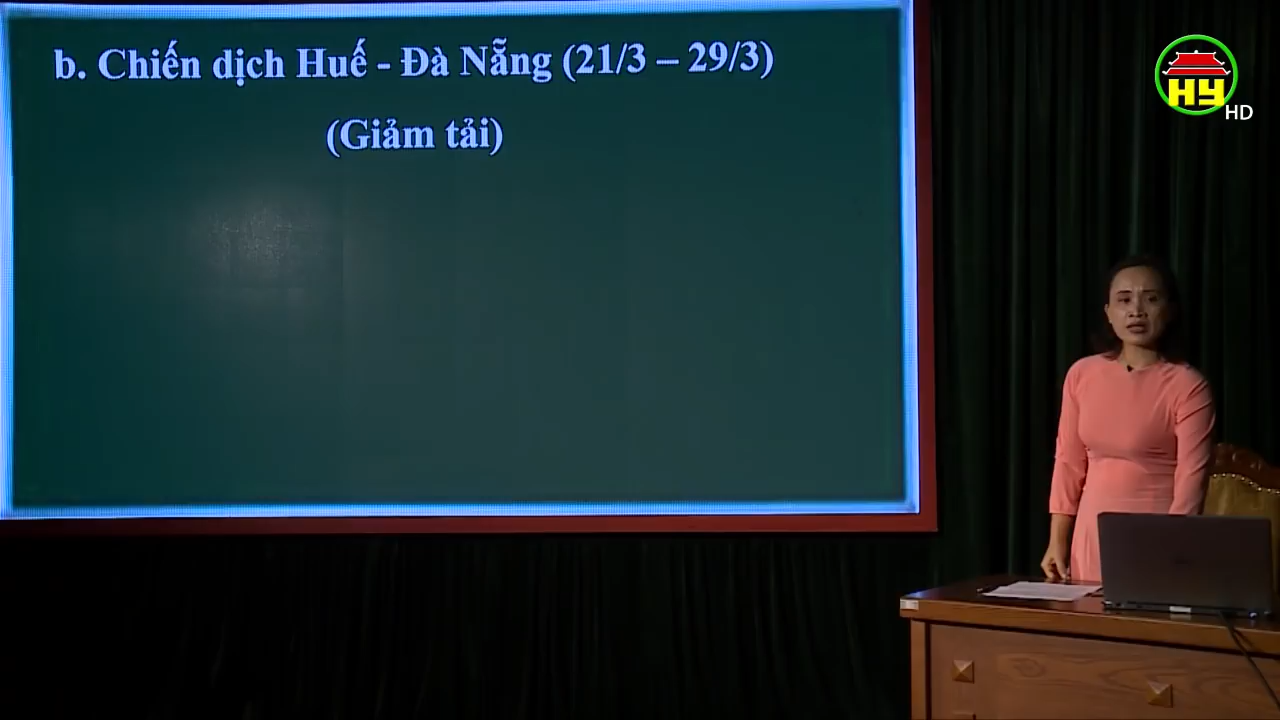 b. Chiến dịch Huế - Đà Nẵng (21/3 – 29/3)
(Giảm tải)
HY
HD